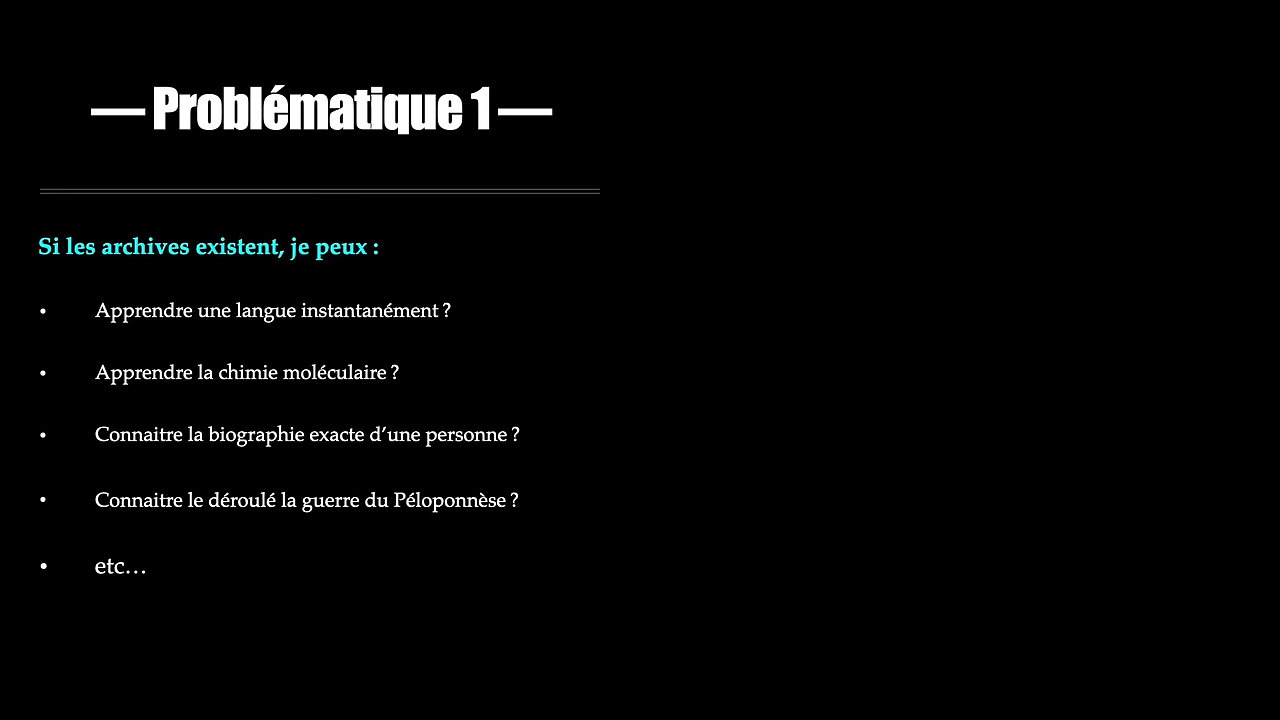 — Problématique 1 —
Si les archives existent, je peux :
• Apprendre une langue instantanément ?
• Apprendre la chimie moléculaire ?
• Connaitre la biographie exacte d’une personne ?
• Connaitre le déroulé la guerre du Péloponnèse ?
• etc…